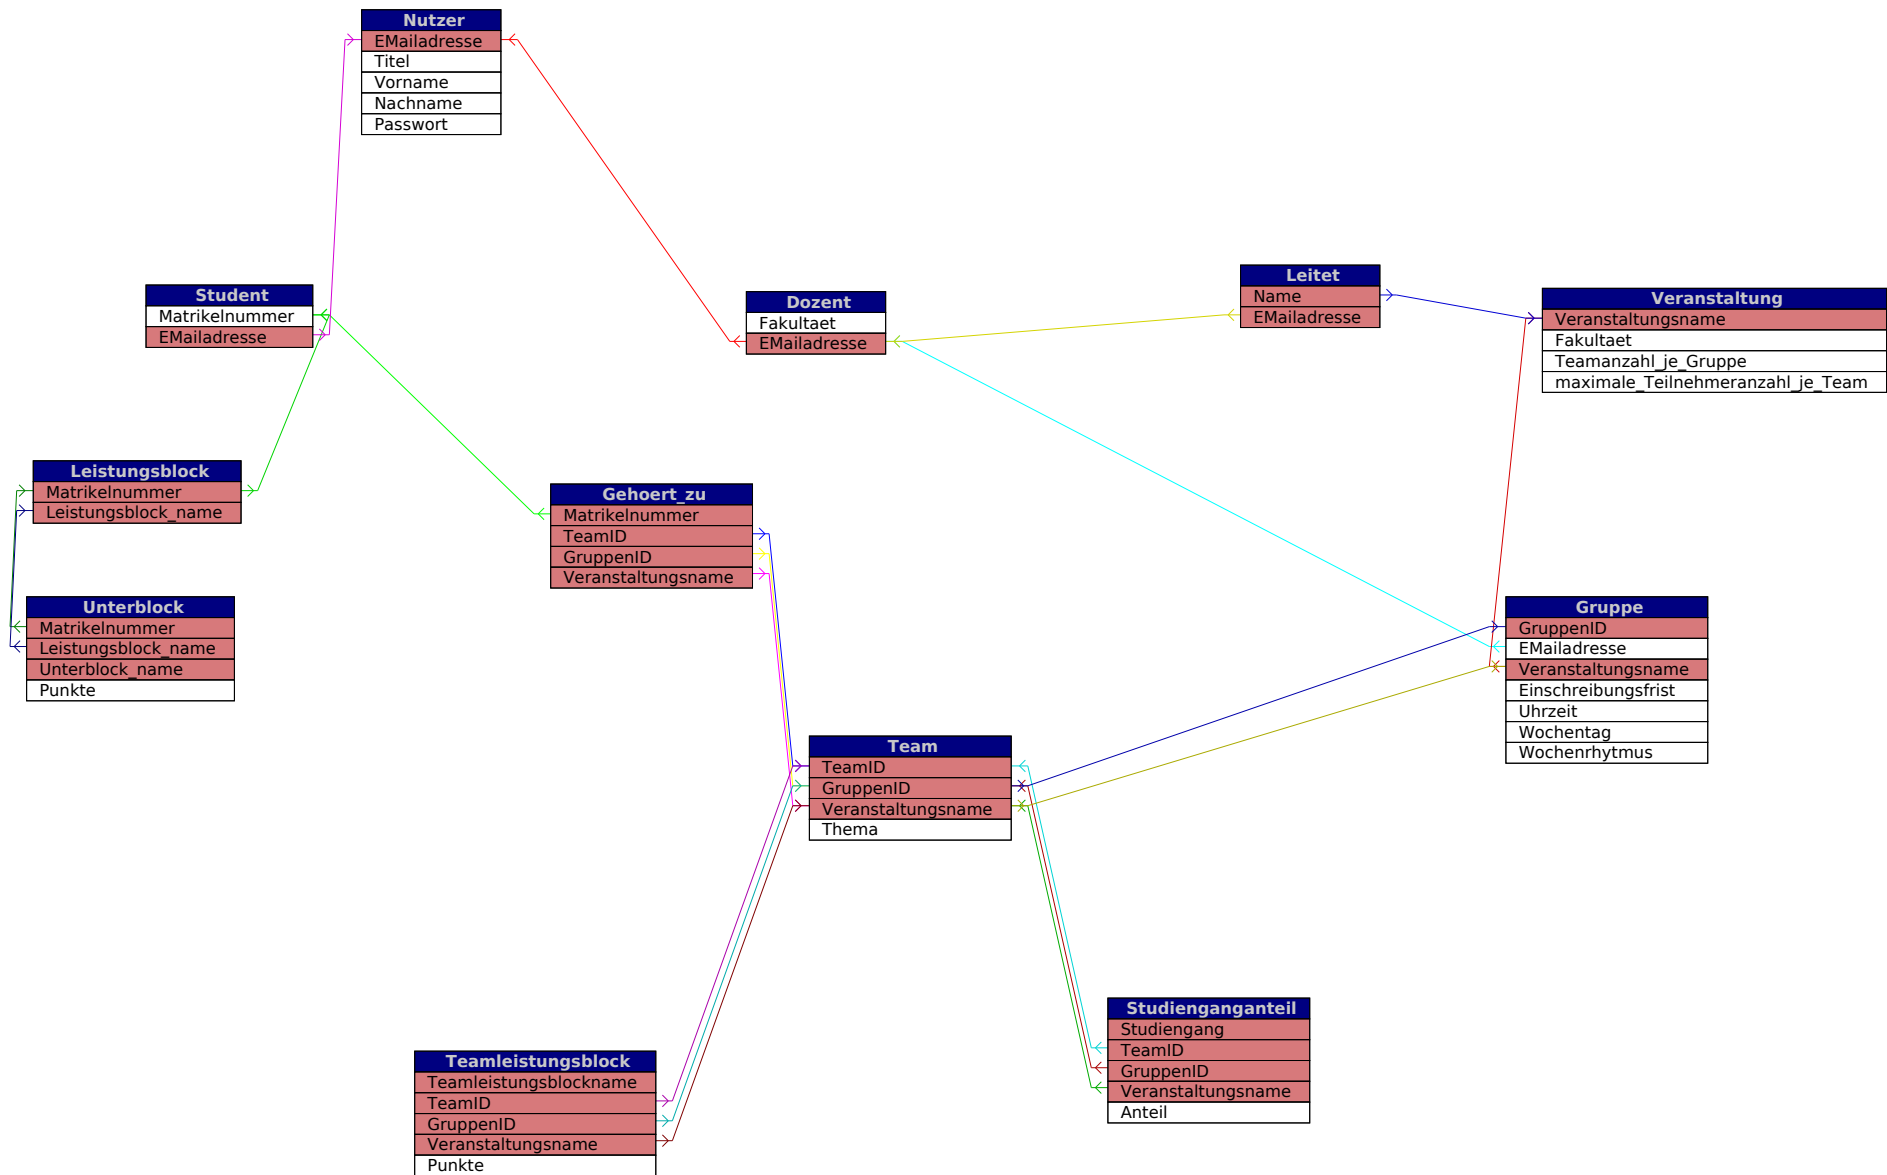 Nutzer
EMailadresse
Titel
Vorname
Nachname
Passwort
Student
Matrikelnummer
EMailadresse
Dozent
Fakultaet
EMailadresse
Leitet
Name
EMailadresse
Veranstaltung
Veranstaltungsname
Fakultaet
Teamanzahl_je_Gruppe
maximale_Teilnehmeranzahl_je_Team
Leistungsblock
Matrikelnummer
Leistungsblock_name
Gehoert_zu
Matrikelnummer
TeamID
GruppenID
Veranstaltungsname
Unterblock
Matrikelnummer
Leistungsblock_name
Unterblock_name
Punkte
Gruppe
GruppenID
EMailadresse
Veranstaltungsname
Einschreibungsfrist
Uhrzeit
Wochentag
Wochenrhytmus
Team
TeamID
GruppenID
Veranstaltungsname
Thema
Studienganganteil
Studiengang
TeamID
GruppenID
Veranstaltungsname
Anteil
Teamleistungsblock
Teamleistungsblockname
TeamID
GruppenID
Veranstaltungsname
Punkte